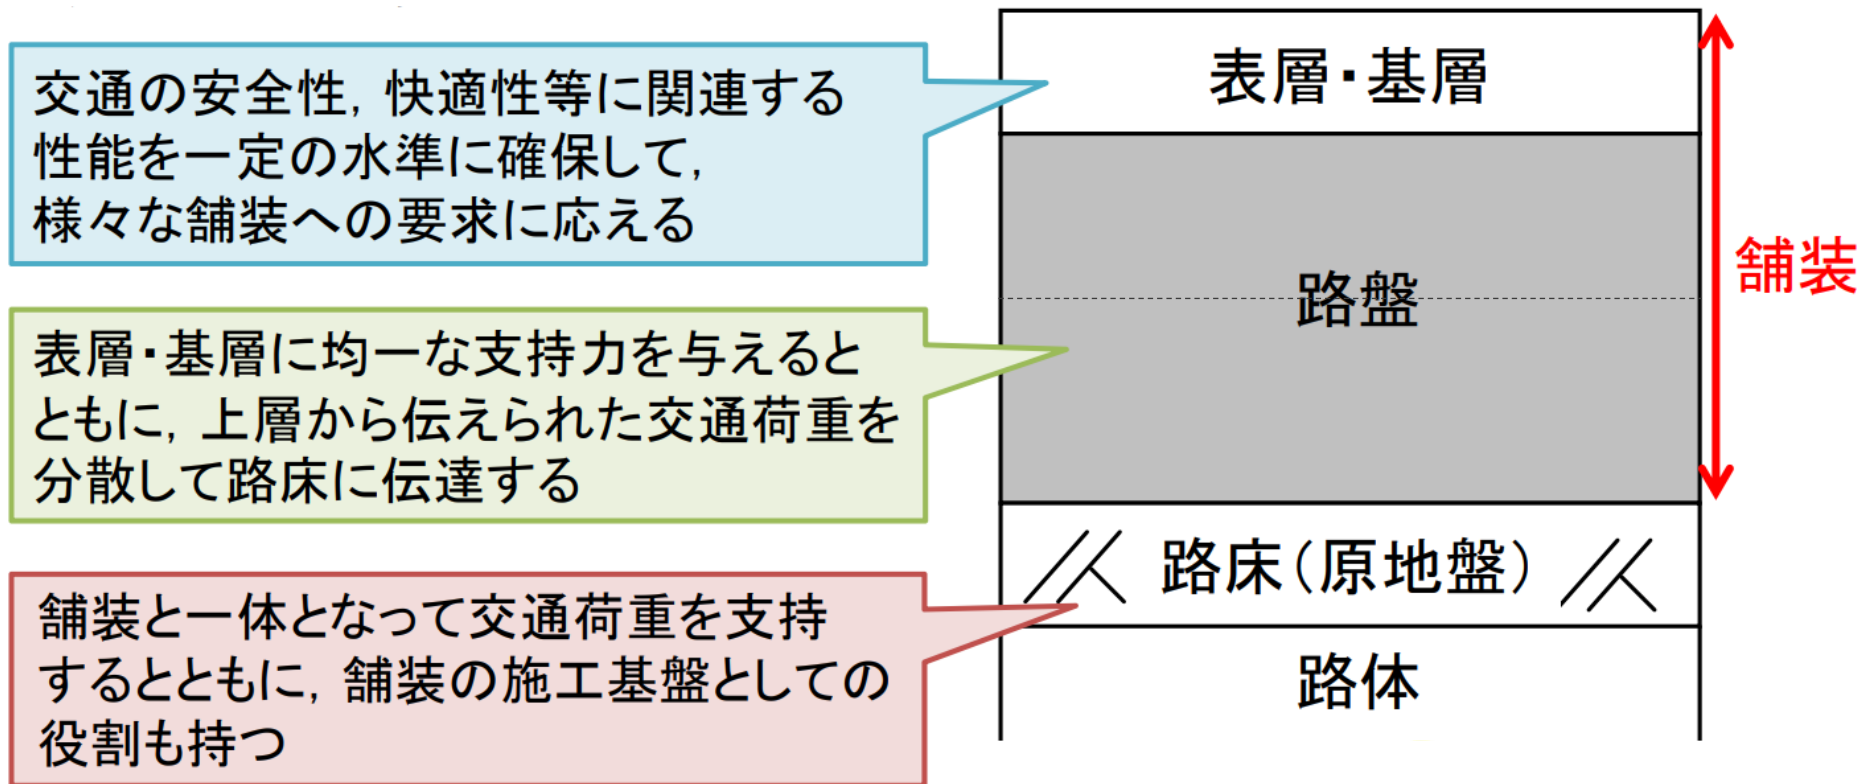 交通の安全性，快適性等に関連する
性能を一定の水準に確保して，
様々な舗装への要求に応える
表層・基層に均一な支持力を与えると
ともに，上層から伝えられた交通荷重を
分散して路床に伝達する
舗装と一体となって交通荷重を支持
するとともに，舗装の施工基盤としての
役割も持つ
表層・基層
路盤
舗装
路床（原地盤）
路体